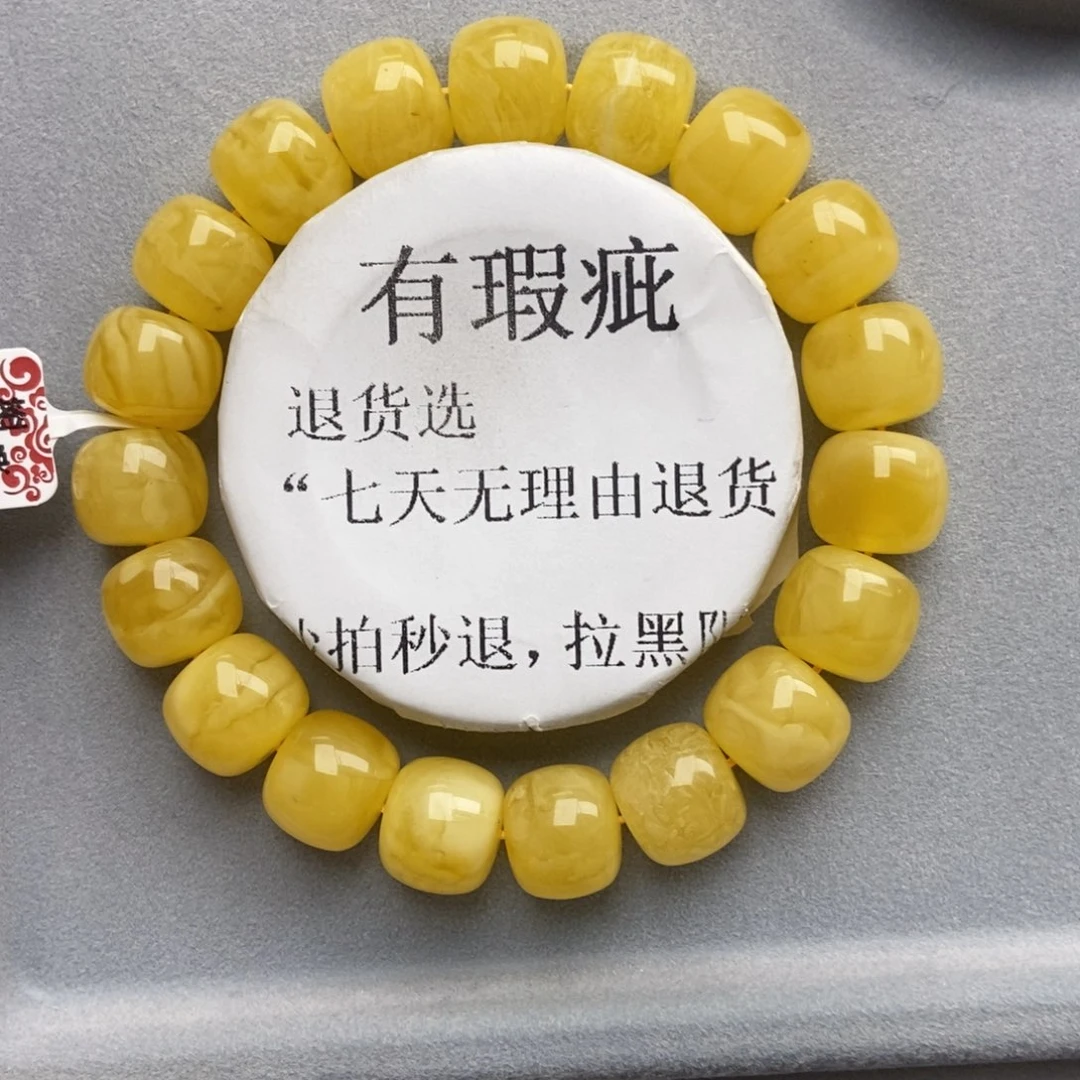 有瑕疵
退货选
“七天无理由退货
拍秒退，拉黑